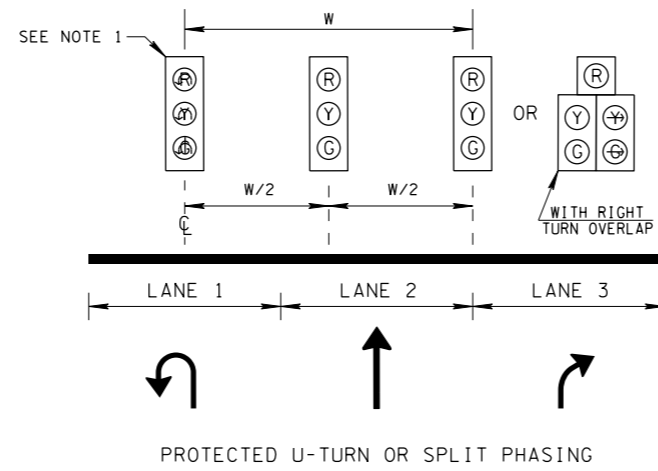 W
SEE NOTE 1
R R R R
Y Y Y OR Y Y
G G G G G
W/2 W/2
WITH RIGHT
TURN OVERLAP
℄
LANE 1 LANE 2 LANE 3
PROTECTED U-TURN OR SPLIT PHASING